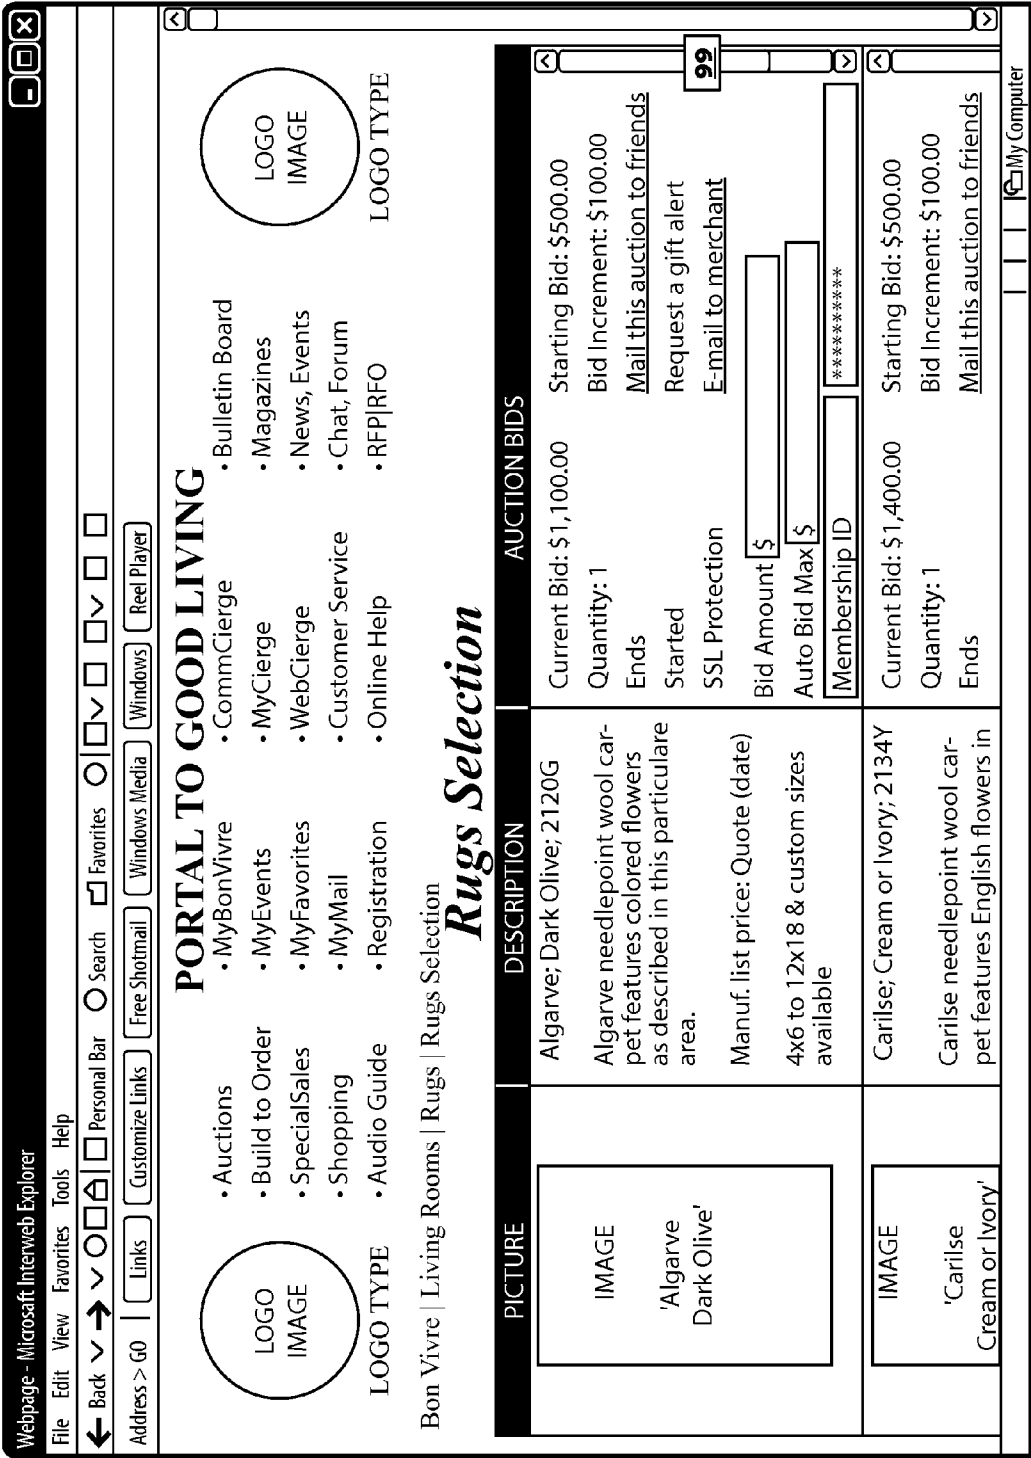 Webpage - Microsaft Interweb Explorer
File Edit View Favorites Tools Help
Back Personal Bar Search Favorites
Address > GO Links Customize Links Free Shotmail Windows Media Windows Reel Player
PORTAL TO GOOD LIVING
LOGO
IMAGE
LOGO TYPE
• Auctions
• Build to Order
• SpecialSales
• Shopping
• Audio Guide
• MyBonVivre
• MyEvents
• MyFavorites
• MyMail
• Registration
• CommCierge
• MyCierge
• WebCierge
• Customer Service
• Online Help
• Bulletin Board
• Magazines
• News, Events
• Chat, Forum
• RFP|RFO
LOGO
IMAGE
LOGO TYPE
Bon Vivre | Living Rooms | Rugs | Rugs Selection
Rugs Selection
PICTURE DESCRIPTION AUCTION BIDS
IMAGE
'Algarve
Dark Olive'
Algarve; Dark Olive; 2120G
Algarve needlepoint wool car-
pet features colored flowers
as described in this particulare
area.
Manuf. list price: Quote (date)
4x6 to 12x18 & custom sizes
available
Current Bid: $1,100.00 Starting Bid: $500.00
Quantity: 1 Bid Increment: $100.00
Ends Mail this auction to friends
Started Request a gift alert
SSL Protection E-mail to merchant
Bid Amount $
Auto Bid Max $
Membership ID **********
99
IMAGE
'Carilse
Cream or Ivory'
Carilse; Cream or Ivory; 2134Y
Carilse needlepoint wool car-
pet features English flowers in
Current Bid: $1,400.00 Starting Bid: $500.00
Quantity: 1 Bid Increment: $100.00
Ends Mail this auction to friends
My Computer